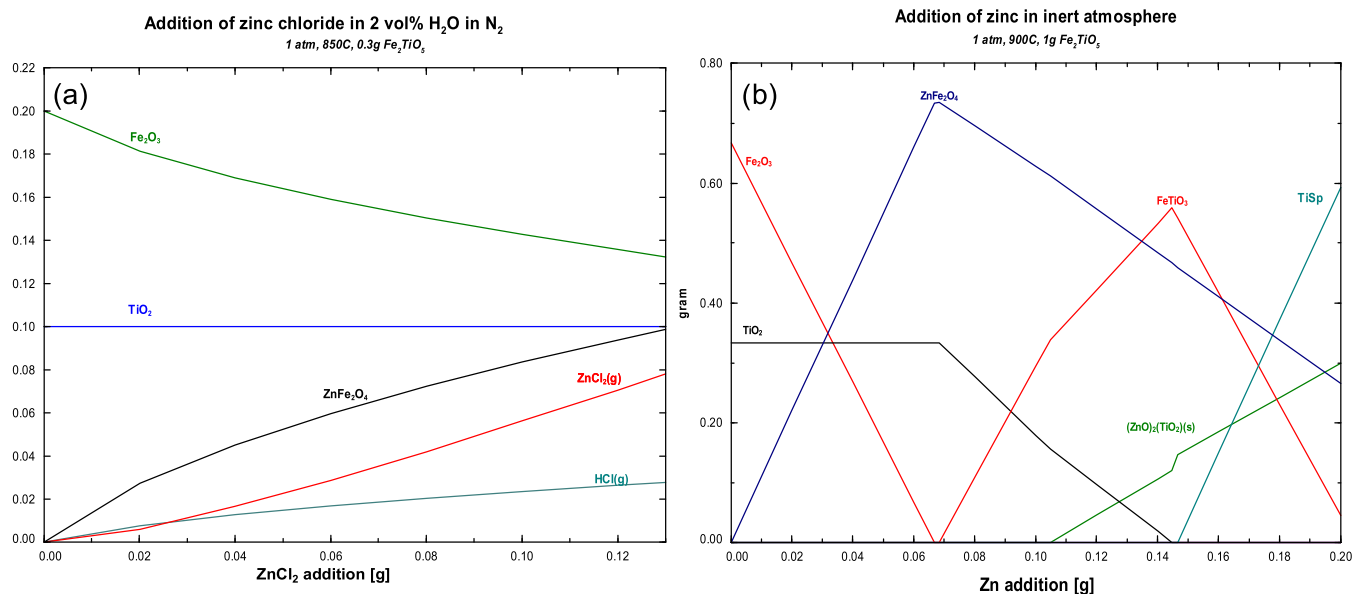 Addition of zinc chloride in 2 vol% H₂O in N₂
1 atm, 850C, 0.3g Fe₂TiO₅
(a)
0.22
0.20
0.18
0.16
0.14
0.12
0.10
0.08
0.06
0.04
0.02
0.00
Fe₂O₃
TiO₂
ZnFe₂O₄
ZnCl₂(g)
HCl(g)
0.00 0.02 0.04 0.06 0.08 0.10 0.12
ZnCl₂ addition [g]
Addition of zinc in inert atmosphere
1 atm, 900C, 1g Fe₂TiO₅
(b)
gram
0.80
0.60
0.40
0.20
0.00
ZnFe₂O₄
Fe₂O₃
FeTiO₃
TiSp
TiO₂
(ZnO)₂(TiO₂)(s)
0.00 0.02 0.04 0.06 0.08 0.10 0.12 0.14 0.16 0.18 0.20
Zn addition [g]